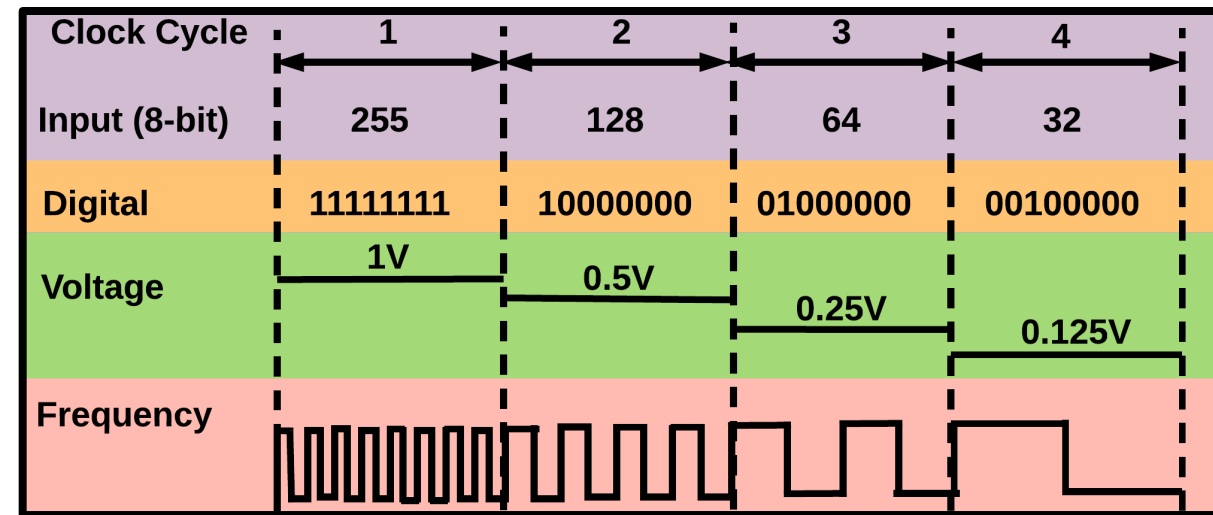 Clock Cycle 1 2 3 4
Input (8-bit) 255 128 64 32
Digital 11111111 10000000 01000000 00100000
Voltage 1V 0.5V 0.25V 0.125V
Frequency